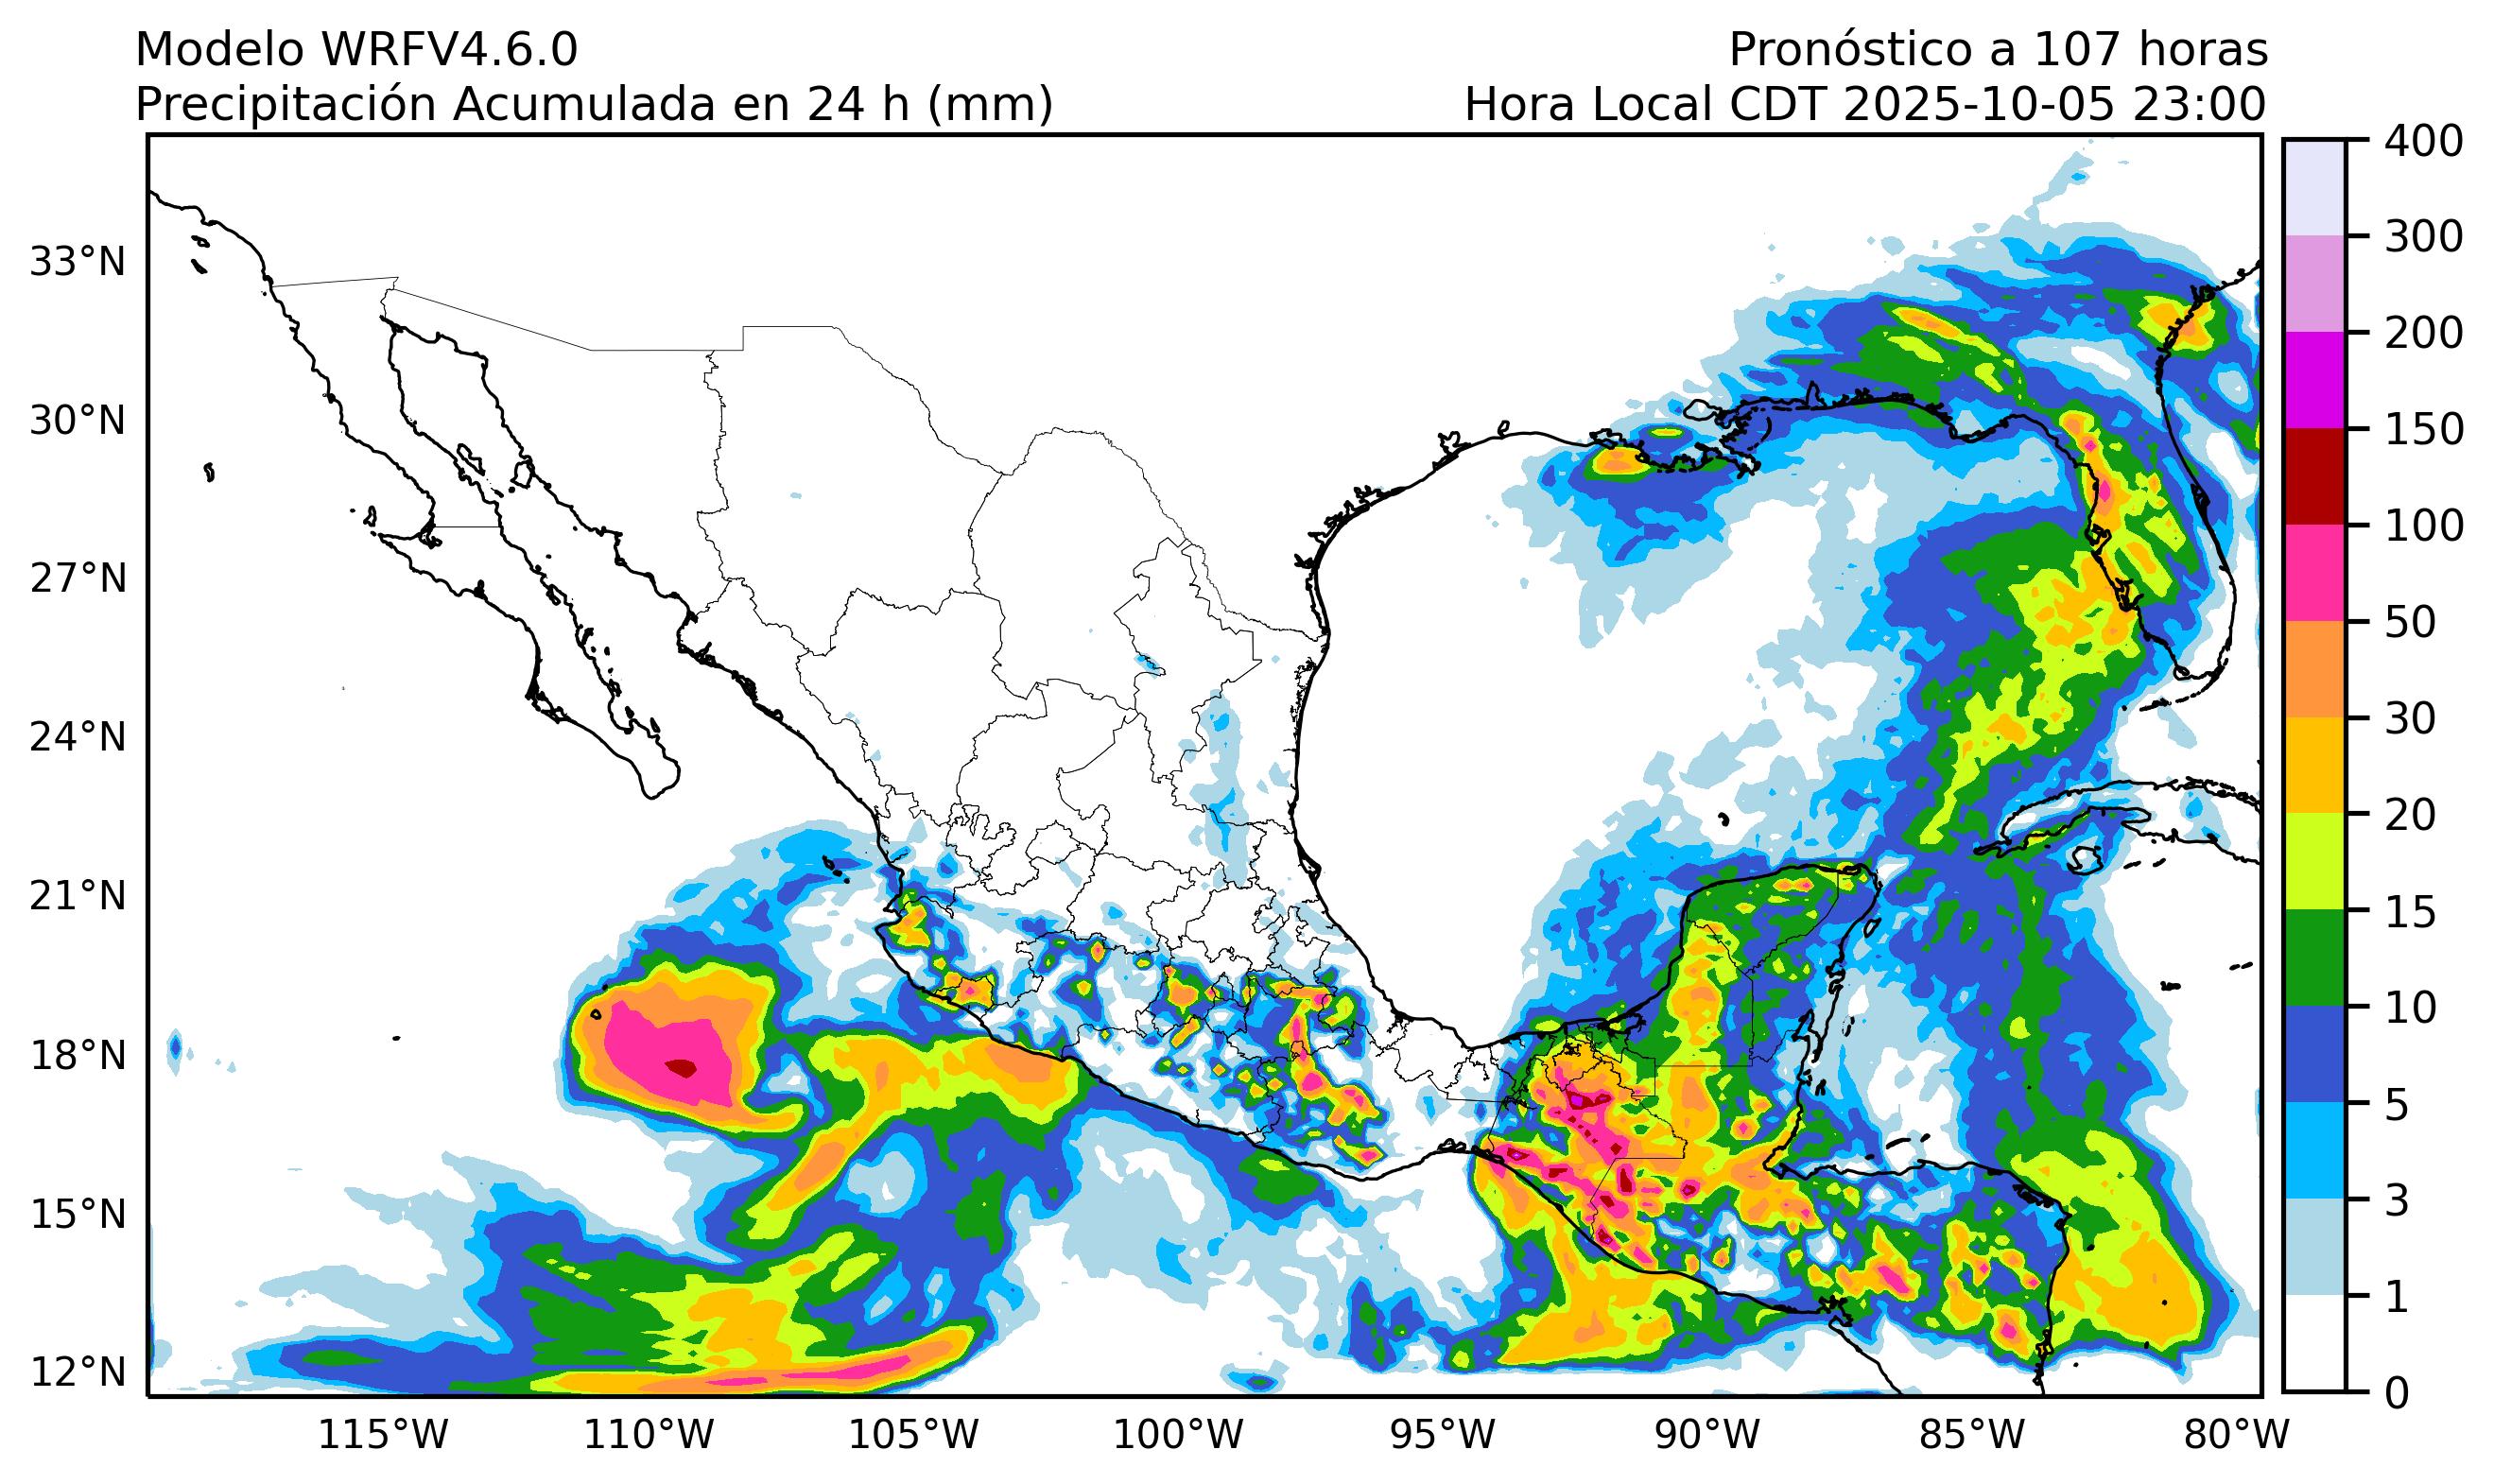 Modelo WRFV4.6.0
Pronóstico a 107 horas
Precipitación Acumulada en 24 h (mm)
Hora Local CDT 2025-10-05 23:00
33°N
30°N
27°N
24°N
21°N
18°N
15°N
12°N
115°W
110°W
105°W
100°W
95°W
90°W
85°W
80°W
400
300
200
150
100
50
30
20
15
10
5
3
1
0